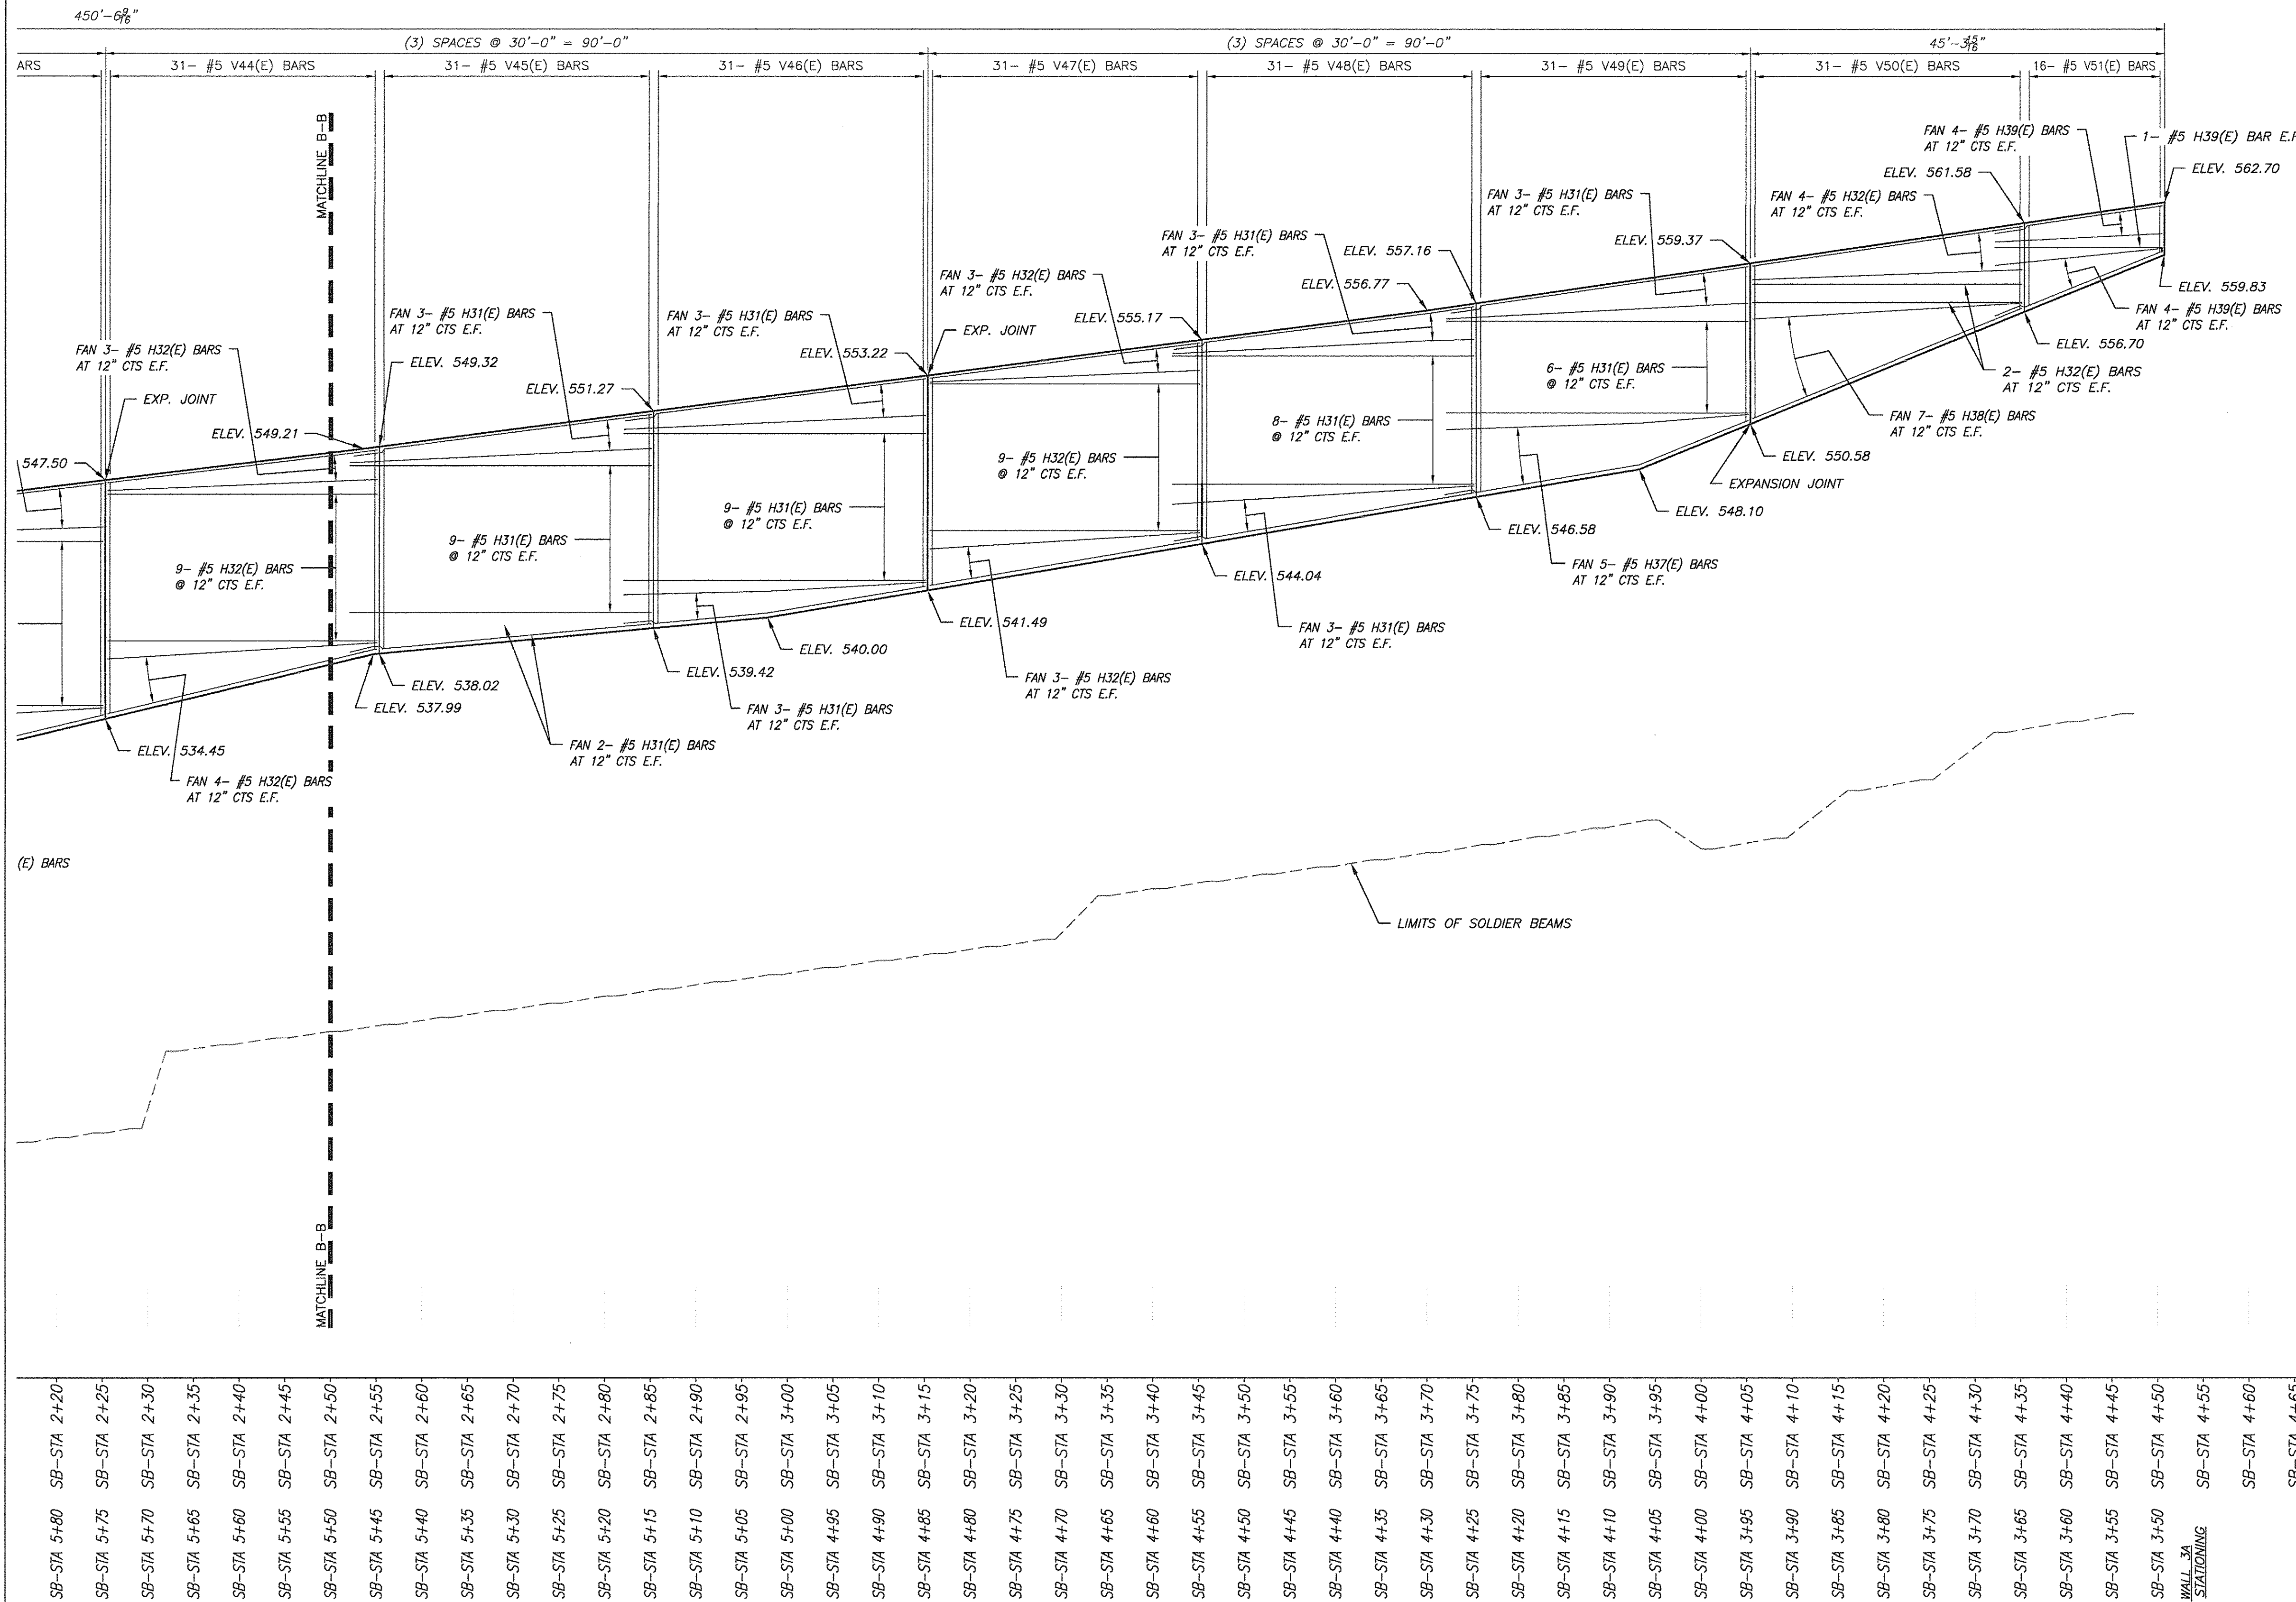 450'-6 9/16"
(3) SPACES @ 30'-0" = 90'-0"
(3) SPACES @ 30'-0" = 90'-0"
45'-3 15/16"
ARS
31- #5 V44(E) BARS
31- #5 V45(E) BARS
31- #5 V46(E) BARS
31- #5 V47(E) BARS
31- #5 V48(E) BARS
31- #5 V49(E) BARS
31- #5 V50(E) BARS
16- #5 V51(E) BARS
MATCHLINE B-B
FAN 4- #5 H39(E) BARS
AT 12" CTS E.F.
1- #5 H39(E) BAR E.F.
ELEV. 561.58
ELEV. 562.70
FAN 3- #5 H31(E) BARS
AT 12" CTS E.F.
FAN 4- #5 H32(E) BARS
AT 12" CTS E.F.
FAN 3- #5 H31(E) BARS
AT 12" CTS E.F.
ELEV. 557.16
ELEV. 559.37
FAN 3- #5 H32(E) BARS
AT 12" CTS E.F.
ELEV. 556.77
ELEV. 559.83
FAN 4- #5 H39(E) BARS
AT 12" CTS E.F.
FAN 3- #5 H31(E) BARS
AT 12" CTS E.F.
FAN 3- #5 H31(E) BARS
AT 12" CTS E.F.
ELEV. 555.17
EXP. JOINT
ELEV. 556.70
FAN 3- #5 H32(E) BARS
AT 12" CTS E.F.
ELEV. 549.32
ELEV. 553.22
6- #5 H31(E) BARS
@ 12" CTS E.F.
2- #5 H32(E) BARS
AT 12" CTS E.F.
ELEV. 551.27
EXP. JOINT
8- #5 H31(E) BARS
@ 12" CTS E.F.
FAN 7- #5 H38(E) BARS
AT 12" CTS E.F.
ELEV. 549.21
9- #5 H32(E) BARS
@ 12" CTS E.F.
ELEV. 550.58
547.50
EXPANSION JOINT
9- #5 H31(E) BARS
@ 12" CTS E.F.
ELEV. 548.10
ELEV. 546.58
9- #5 H31(E) BARS
@ 12" CTS E.F.
9- #5 H32(E) BARS
@ 12" CTS E.F.
FAN 5- #5 H37(E) BARS
AT 12" CTS E.F.
ELEV. 544.04
ELEV. 541.49
FAN 3- #5 H31(E) BARS
AT 12" CTS E.F.
ELEV. 540.00
ELEV. 539.42
FAN 3- #5 H32(E) BARS
AT 12" CTS E.F.
ELEV. 538.02
ELEV. 537.99
FAN 3- #5 H31(E) BARS
AT 12" CTS E.F.
ELEV. 534.45
FAN 2- #5 H31(E) BARS
AT 12" CTS E.F.
FAN 4- #5 H32(E) BARS
AT 12" CTS E.F.
(E) BARS
LIMITS OF SOLDIER BEAMS
MATCHLINE B-B
SB-STA 2+20
SB-STA 2+25
SB-STA 2+30
SB-STA 2+35
SB-STA 2+40
SB-STA 2+45
SB-STA 2+50
SB-STA 2+55
SB-STA 2+60
SB-STA 2+65
SB-STA 2+70
SB-STA 2+75
SB-STA 2+80
SB-STA 2+85
SB-STA 2+90
SB-STA 2+95
SB-STA 3+00
SB-STA 3+05
SB-STA 3+10
SB-STA 3+15
SB-STA 3+20
SB-STA 3+25
SB-STA 3+30
SB-STA 3+35
SB-STA 3+40
SB-STA 3+45
SB-STA 3+50
SB-STA 3+55
SB-STA 3+60
SB-STA 3+65
SB-STA 3+70
SB-STA 3+75
SB-STA 3+80
SB-STA 3+85
SB-STA 3+90
SB-STA 3+95
SB-STA 4+00
SB-STA 4+05
SB-STA 4+10
SB-STA 4+15
SB-STA 4+20
SB-STA 4+25
SB-STA 4+30
SB-STA 4+35
SB-STA 4+40
SB-STA 4+45
SB-STA 4+50
SB-STA 4+55
SB-STA 4+60
SB-STA 4+65
SB-STA 5+80
SB-STA 5+75
SB-STA 5+70
SB-STA 5+65
SB-STA 5+60
SB-STA 5+55
SB-STA 5+50
SB-STA 5+45
SB-STA 5+40
SB-STA 5+35
SB-STA 5+30
SB-STA 5+25
SB-STA 5+20
SB-STA 5+15
SB-STA 5+10
SB-STA 5+05
SB-STA 5+00
SB-STA 4+95
SB-STA 4+90
SB-STA 4+85
SB-STA 4+80
SB-STA 4+75
SB-STA 4+70
SB-STA 4+65
SB-STA 4+60
SB-STA 4+55
SB-STA 4+50
SB-STA 4+45
SB-STA 4+40
SB-STA 4+35
SB-STA 4+30
SB-STA 4+25
SB-STA 4+20
SB-STA 4+15
SB-STA 4+10
SB-STA 4+05
SB-STA 4+00
SB-STA 3+95
SB-STA 3+90
SB-STA 3+85
SB-STA 3+80
SB-STA 3+75
SB-STA 3+70
SB-STA 3+65
SB-STA 3+60
SB-STA 3+55
SB-STA 3+50
WALL 3A
STATIONING